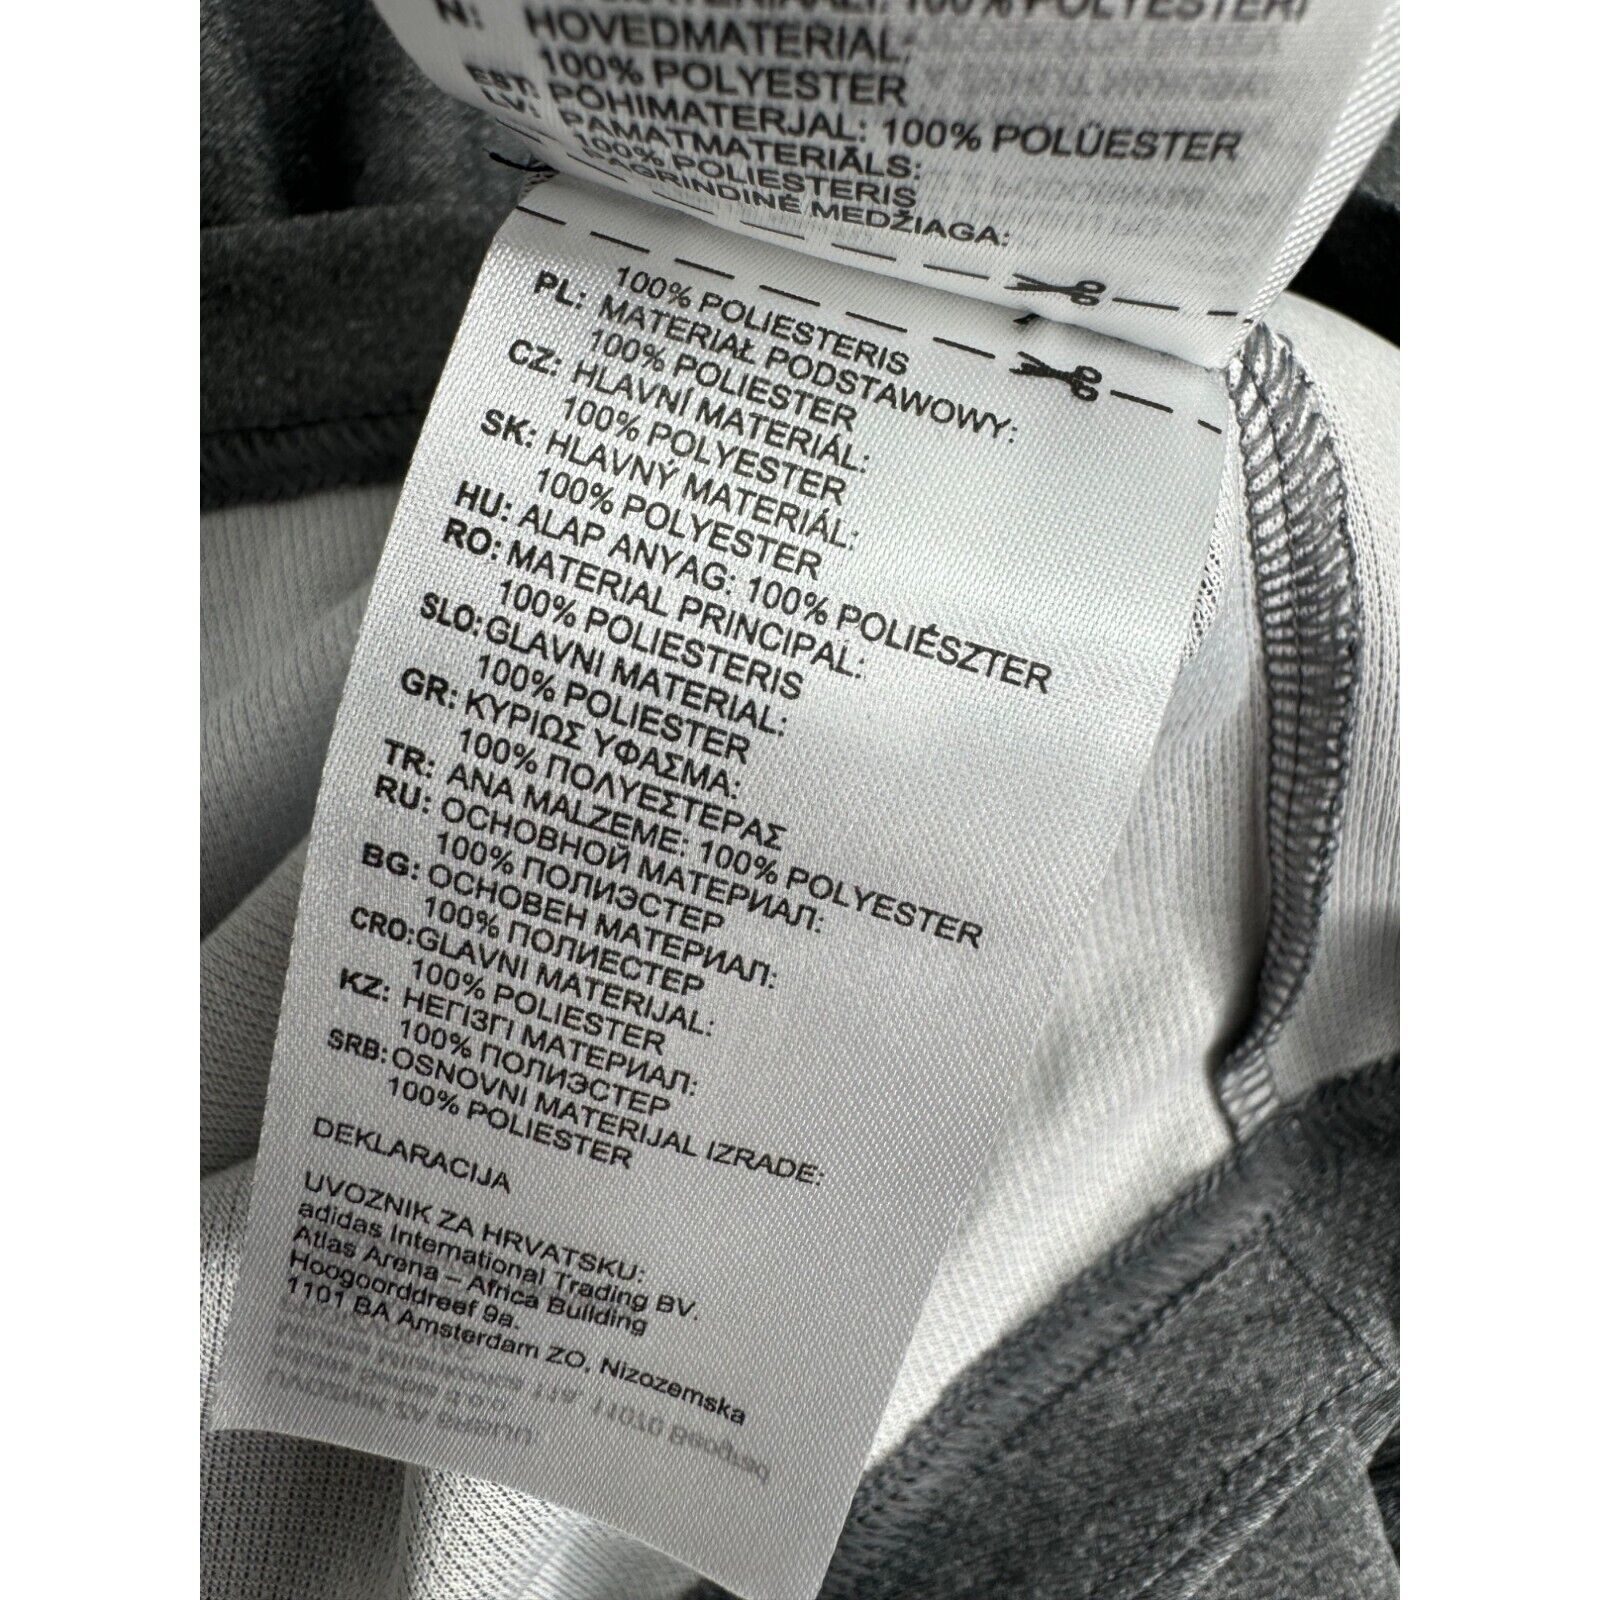 100% POLYESTERI
N: HOVEDMATERIAL:
100% POLYESTER
EST: PÕHIMATERJAL: 100% POLÜESTER
LV: PAMATMATERIĀLS:
100% POLIESTERIS
PAGRINDINĖ MEDŽIAGA:
100% POLIESTERIS
PL: MATERIAŁ PODSTAWOWY:
100% POLIESTER
CZ: HLAVNÍ MATERIÁL:
100% POLYESTER
SK: HLAVNÝ MATERIÁL:
100% POLYESTER
HU: ALAP ANYAG: 100% POLIÉSZTER
RO: MATERIAL PRINCIPAL:
100% POLIESTERIS
SLO: GLAVNI MATERIAL:
100% POLIESTER
GR: ΚΥΡΙΩΣ ΥΦΑΣΜΑ:
100% ΠΟΛΥΕΣΤΕΡΑΣ
TR: ANA MALZEME: 100% POLYESTER
RU: ОСНОВНОЙ МАТЕРИАЛ:
100% ПОЛИЭСТЕР
BG: ОСНОВЕН МАТЕРИАЛ:
100% ПОЛИЕСТЕР
CRO: GLAVNI MATERIJAL:
100% POLIESTER
KZ: НЕГІЗГІ МАТЕРИАЛ:
100% ПОЛИЭСТЕР
SRB: OSNOVNI MATERIJAL IZRADE:
100% POLIESTER
DEKLARACIJA
UVOZNIK ZA HRVATSKU:
adidas International Trading BV.
Atlas Arena – Africa Building
Hoogoorddreef 9a.
1101 BA Amsterdam ZO, Nizozemska